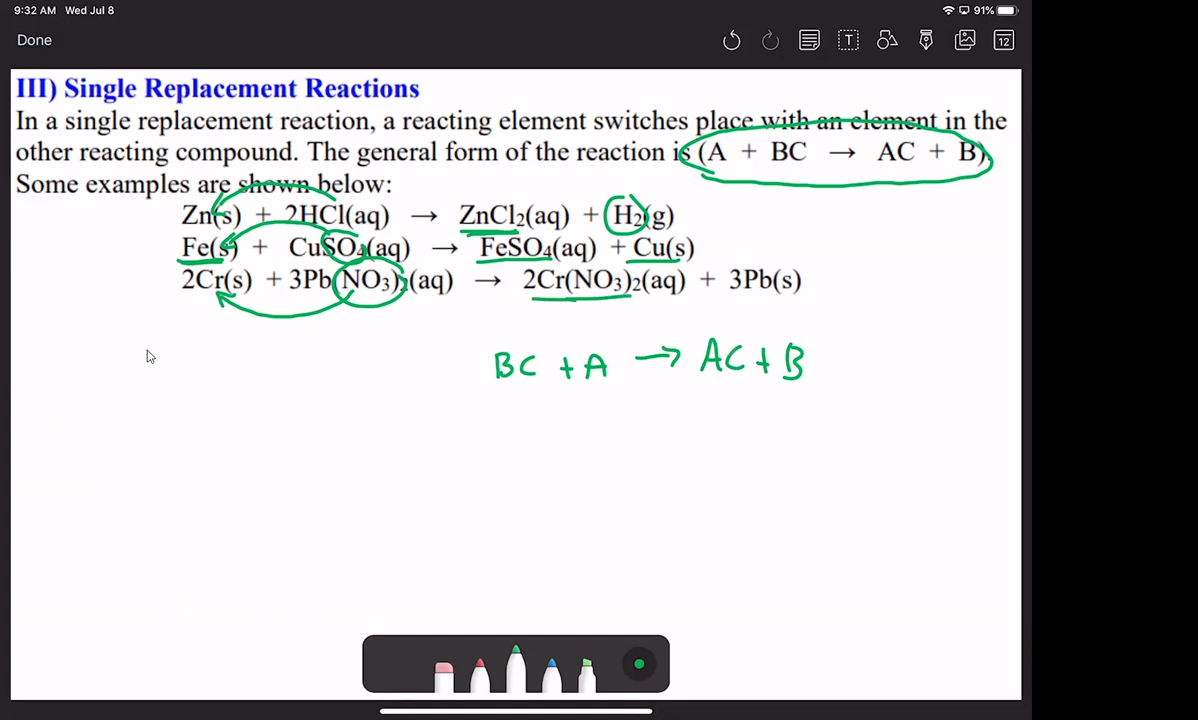 9:32 AM Wed Jul 8 91%
Done T 12
III) Single Replacement Reactions
In a single replacement reaction, a reacting element switches place with an element in the
other reacting compound. The general form of the reaction is (A + BC → AC + B).
Some examples are shown below:
Zn(s) + 2HCl(aq) → ZnCl₂(aq) + H₂(g)
Fe(s) + CuSO₄(aq) → FeSO₄(aq) + Cu(s)
2Cr(s) + 3Pb(NO₃)₂(aq) → 2Cr(NO₃)₂(aq) + 3Pb(s)
BC + A → AC + B